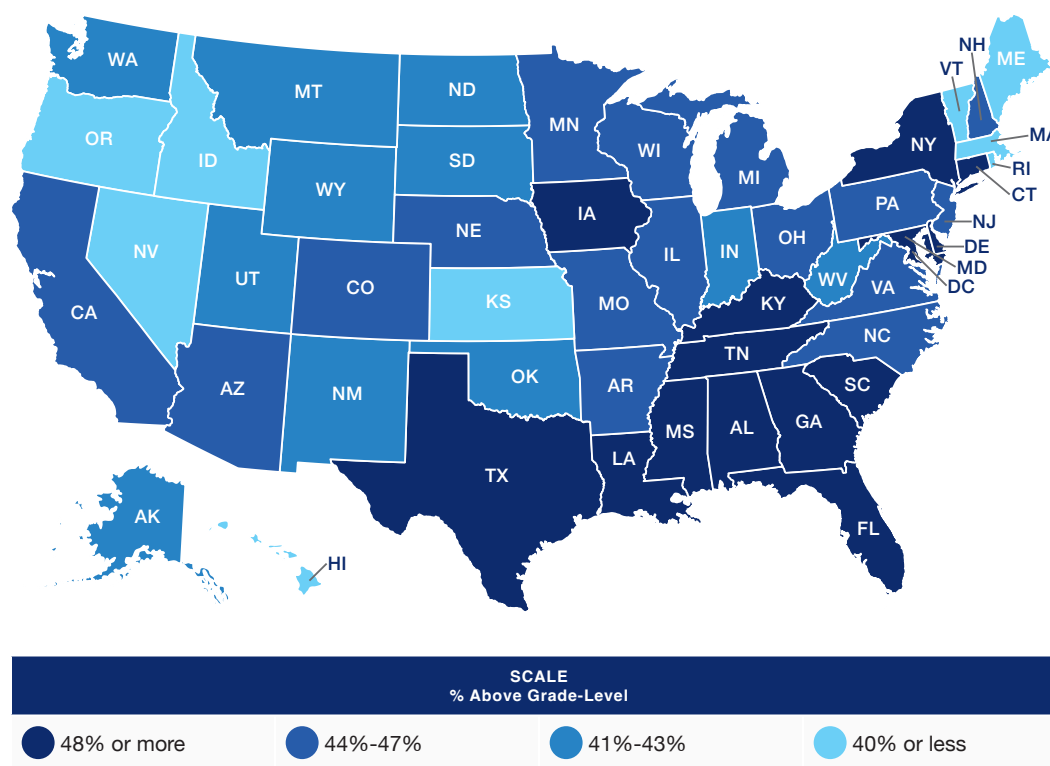 NH
VT
ME
WA
MT
ND
MN
OR
ID
WI
NY
MA
SD
MI
RI
WY
CT
IA
PA
NE
NJ
OH
DE
NV
IN
IL
MD
UT
WV
DC
CO
VA
KS
MO
KY
CA
NC
TN
OK
AR
SC
AZ
NM
GA
AL
MS
LA
TX
AK
FL
HI
SCALE
% Above Grade-Level
48% or more
44%-47%
41%-43%
40% or less